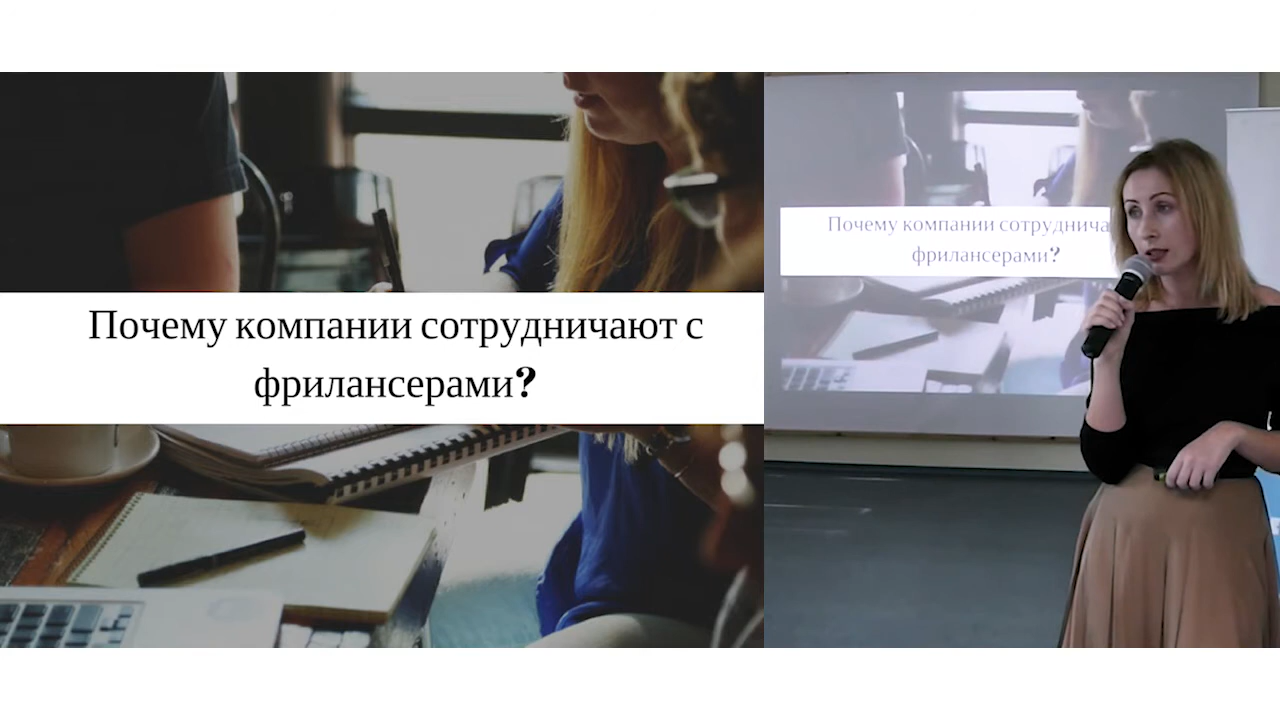 Почему компании сотрудничают с
фрилансерами?
Почему компании сотруднича
фрилансерами?